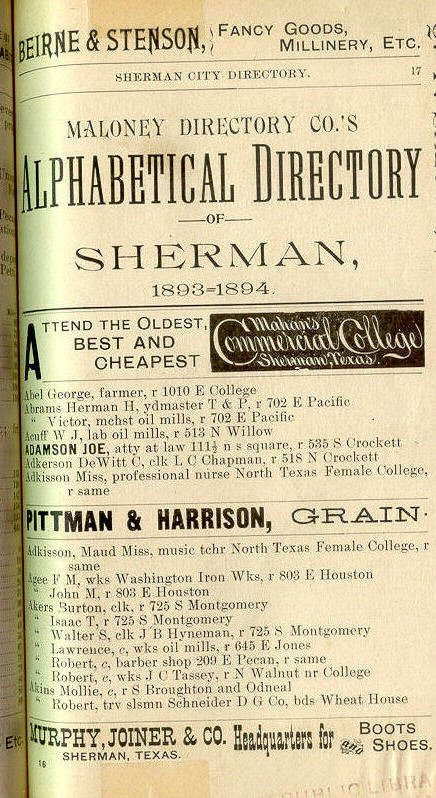 BEIRNE & STENSON, FANCY GOODS, MILLINERY, ETC.
SHERMAN CITY DIRECTORY. 17
MALONEY DIRECTORY CO.'S
ALPHABETICAL DIRECTORY
—OF—
SHERMAN,
1893=1894.
ATTEND THE OLDEST, BEST AND CHEAPEST
Mahan's
Commercial College
Sherman, Texas.
Abel George, farmer, r 1010 E College
Abrams Herman H, ydmaster T & P, r 702 E Pacific
" Victor, mchst oil mills, r 702 E Pacific
Acuff W J, lab oil mills, r 513 N Willow
ADAMSON JOE, atty at law 111½ n s square, r 535 S Crockett
Adkerson DeWitt C, clk L C Chapman, r 518 N Crockett
Adkisson Miss, professional nurse North Texas Female College,
r same
PITTMAN & HARRISON, GRAIN·
Adkisson, Maud Miss, music tchr North Texas Female College, r
same
Agee F M, wks Washington Iron Wks, r 803 E Houston
" John M, r 803 E Houston
Akers Burton, clk, r 725 S Montgomery
" Isaac T, r 725 S Montgomery
" Walter S, clk J B Hyneman, r 725 S Montgomery
" Lawrence, c, wks oil mills, r 645 E Jones
" Robert, c, barber shop 209 E Pecan, r same
" Robert, c, wks J C Tassey, r N Walnut nr College
Akins Mollie, c, r S Broughton and Odneal
" Robert, trv slsmn Schneider D G Co, bds Wheat House
MURPHY, JOINER & CO. Headquarters for BOOTS
SHERMAN, TEXAS. AND SHOES.
16